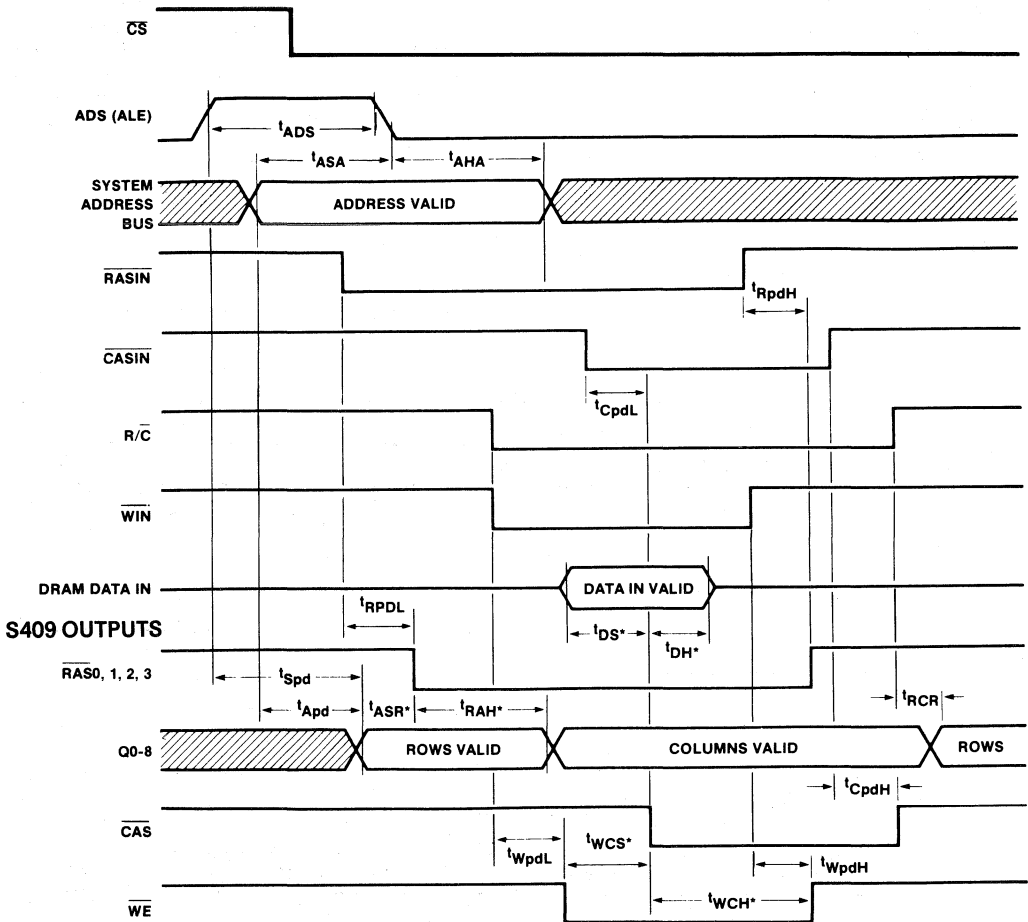 CS
ADS (ALE)
tADS
tASA
tAHA
SYSTEM
ADDRESS
BUS
ADDRESS VALID
RASIN
tRpdH
CASIN
tCpdL
R/C
WIN
DRAM DATA IN
DATA IN VALID
tRPDL
tDS*
tDH*
S409 OUTPUTS
RAS0, 1, 2, 3
tSpd
tRCR
tApd
tASR*
tRAH*
Q0-8
ROWS VALID
COLUMNS VALID
ROWS
tCpdH
CAS
tWpdL
tWCS*
tWpdH
tWCH*
WE